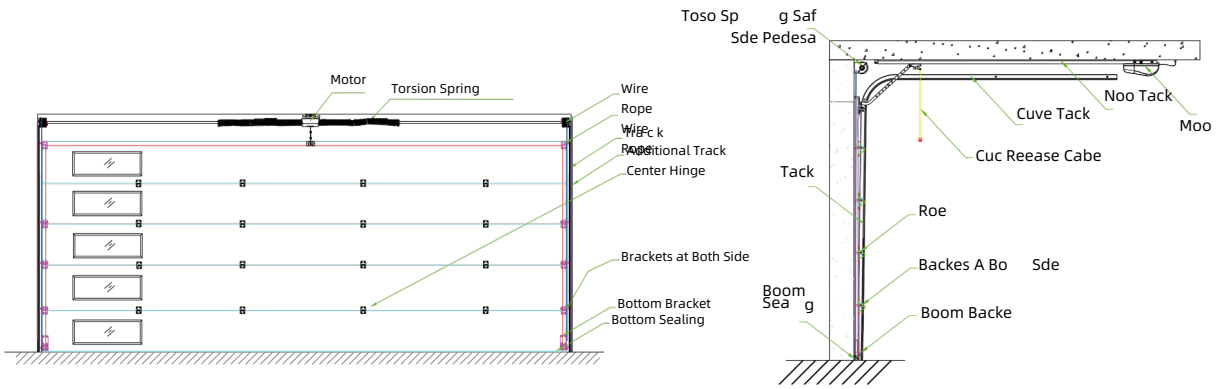 Motor
Torsion Spring
Wire
Rope
Wire
Rope
Track
Additional Track
Center Hinge
Brackets at Both Side
Bottom Bracket
Bottom Sealing
Toso Sp g Saf
Sde Pedesa
Noo Tack
Cuve Tack
Moo
Cuc Reease Cabe
Tack
Roe
Backes A Bo Sde
Boom
Sea g
Boom Backe